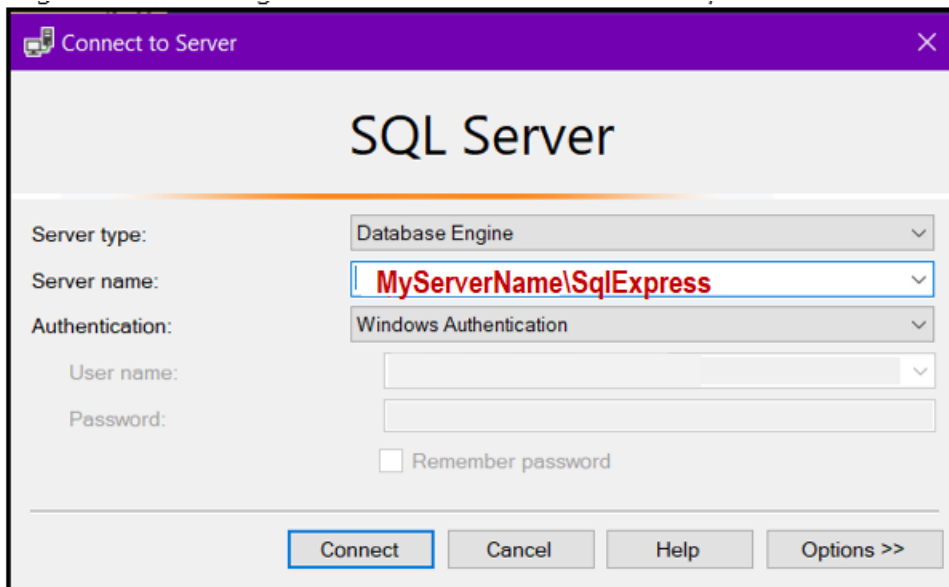 Connect to Server
SQL Server
Server type: Database Engine
Server name: MyServerName\SqlExpress
Authentication: Windows Authentication
User name:
Password:
Remember password
Connect Cancel Help Options >>